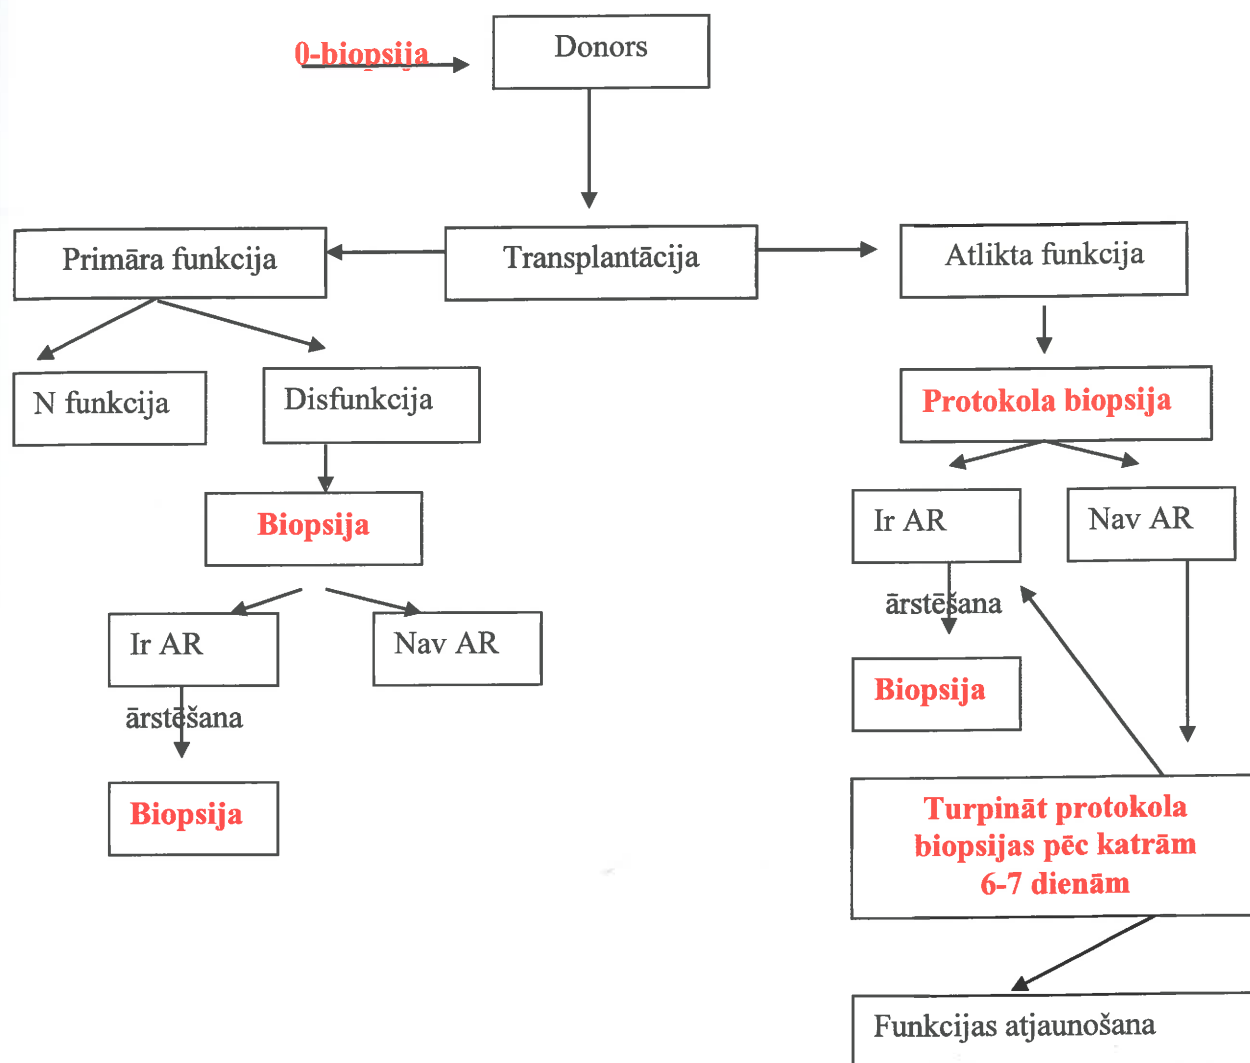 0-biopsija
Donors
Primāra funkcija
Transplantācija
Atlikta funkcija
N funkcija
Disfunkcija
Protokola biopsija
Biopsija
Ir AR
Nav AR
Ir AR
Nav AR
ārstēšana
ārstēšana
Biopsija
Biopsija
Turpināt protokola
biopsijas pēc katrām
6-7 dienām
Funkcijas atjaunošana